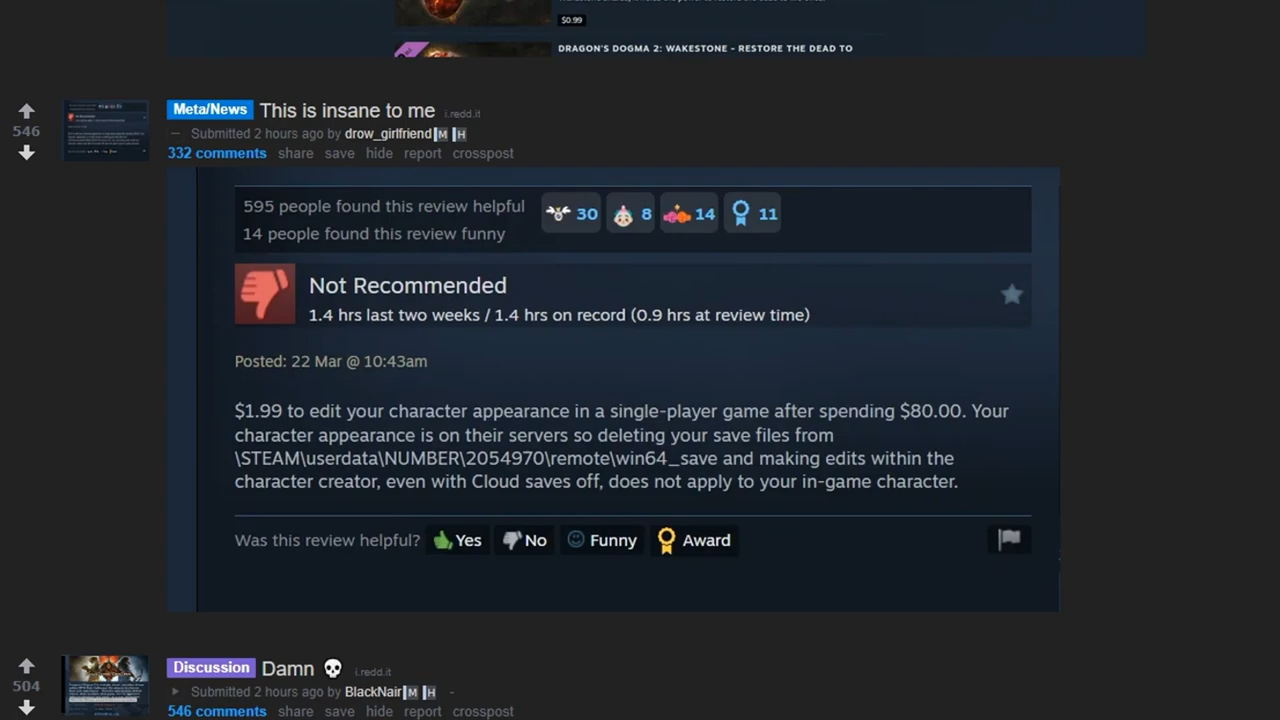 $0.99
DRAGON'S DOGMA 2: WAKESTONE - RESTORE THE DEAD TO
546
Meta/News This is insane to me i.redd.it
Submitted 2 hours ago by drow_girlfriend [M] [H]
332 comments share save hide report crosspost
595 people found this review helpful
14 people found this review funny
30 8 14 11
Not Recommended
1.4 hrs last two weeks / 1.4 hrs on record (0.9 hrs at review time)
Posted: 22 Mar @ 10:43am
$1.99 to edit your character appearance in a single-player game after spending $80.00. Your
character appearance is on their servers so deleting your save files from
\STEAM\userdata\NUMBER\2054970\remote\win64_save and making edits within the
character creator, even with Cloud saves off, does not apply to your in-game character.
Was this review helpful? Yes No Funny Award
504
Discussion Damn 💀 i.redd.it
Submitted 2 hours ago by BlackNair [M] [H] -
546 comments share save hide report crosspost